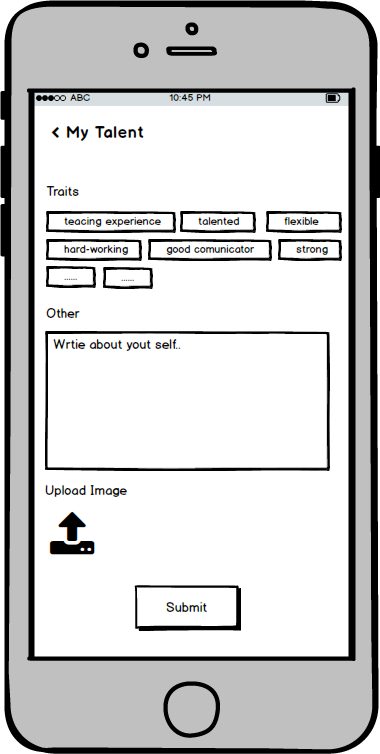 ABC 10:45 PM
< My Talent
Traits
teacing experience talented flexible
hard-working good comunicator strong
...... ......
Other
Wrtie about yout self..
Upload Image
Submit